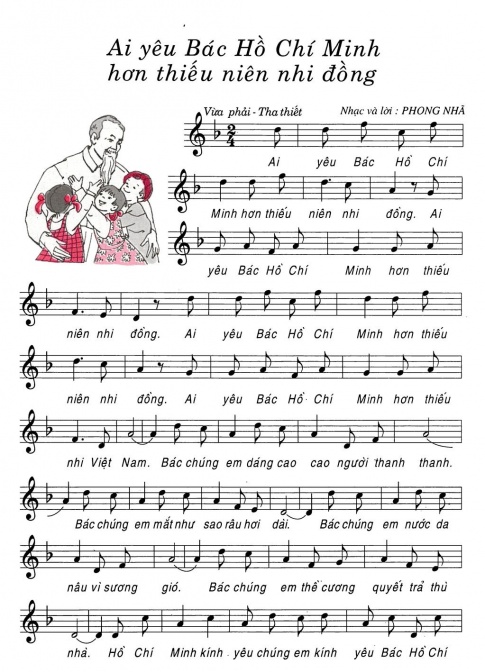 Ai yêu Bác Hồ Chí Minh
hơn thiếu niên nhi đồng
Vừa phải - Tha thiết
Nhạc và lời : PHONG NHÃ
2
4
Ai yêu Bác Hồ Chí
Minh hơn thiếu niên nhi đồng. Ai
yêu Bác Hồ Chí Minh hơn thiếu
niên nhi đồng. Ai yêu Bác Hồ Chí Minh hơn thiếu
niên nhi đồng. Ai yêu Bác Hồ Chí Minh hơn thiếu
nhi Việt Nam. Bác chúng em dáng cao cao người thanh thanh.
Bác chúng em mắt như sao râu hơi dài. Bác chúng em nước da
nâu vì sương gió. Bác chúng em thề cương quyết trả thù
nhà. Hồ Chí Minh kính yêu chúng em kính yêu Bác Hồ Chí